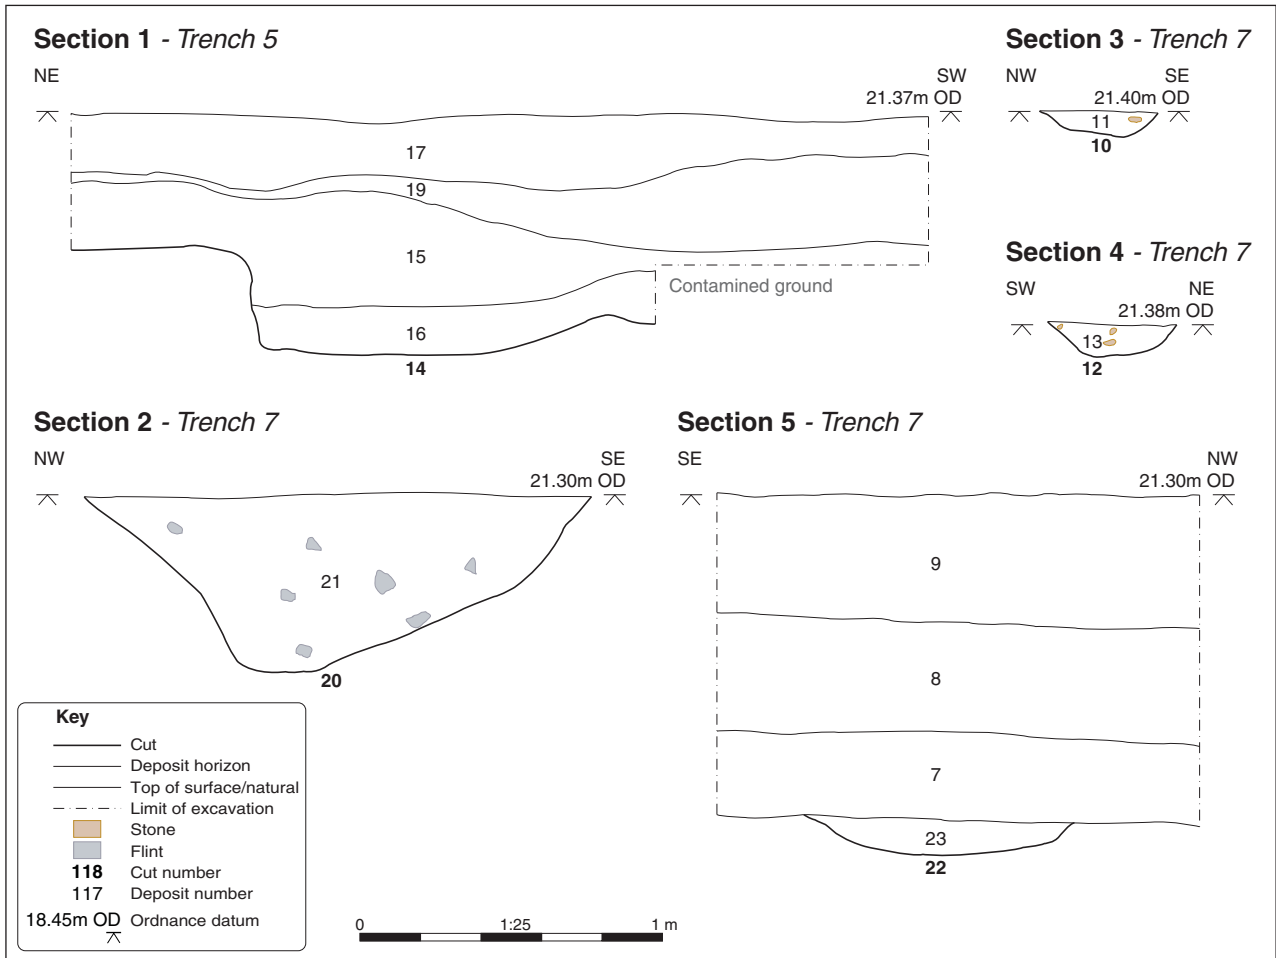 Section 1 - Trench 5
NE
SW
21.37m OD
17
19
15
16
14
Contamined ground
Section 3 - Trench 7
NW
SE
21.40m OD
11
10
Section 4 - Trench 7
SW
NE
21.38m OD
13
12
Section 2 - Trench 7
NW
SE
21.30m OD
21
20
Section 5 - Trench 7
SE
NW
21.30m OD
9
8
7
23
22
Key
Cut
Deposit horizon
Top of surface/natural
Limit of excavation
Stone
Flint
118 Cut number
117 Deposit number
18.45m OD Ordnance datum
0 1:25 1 m